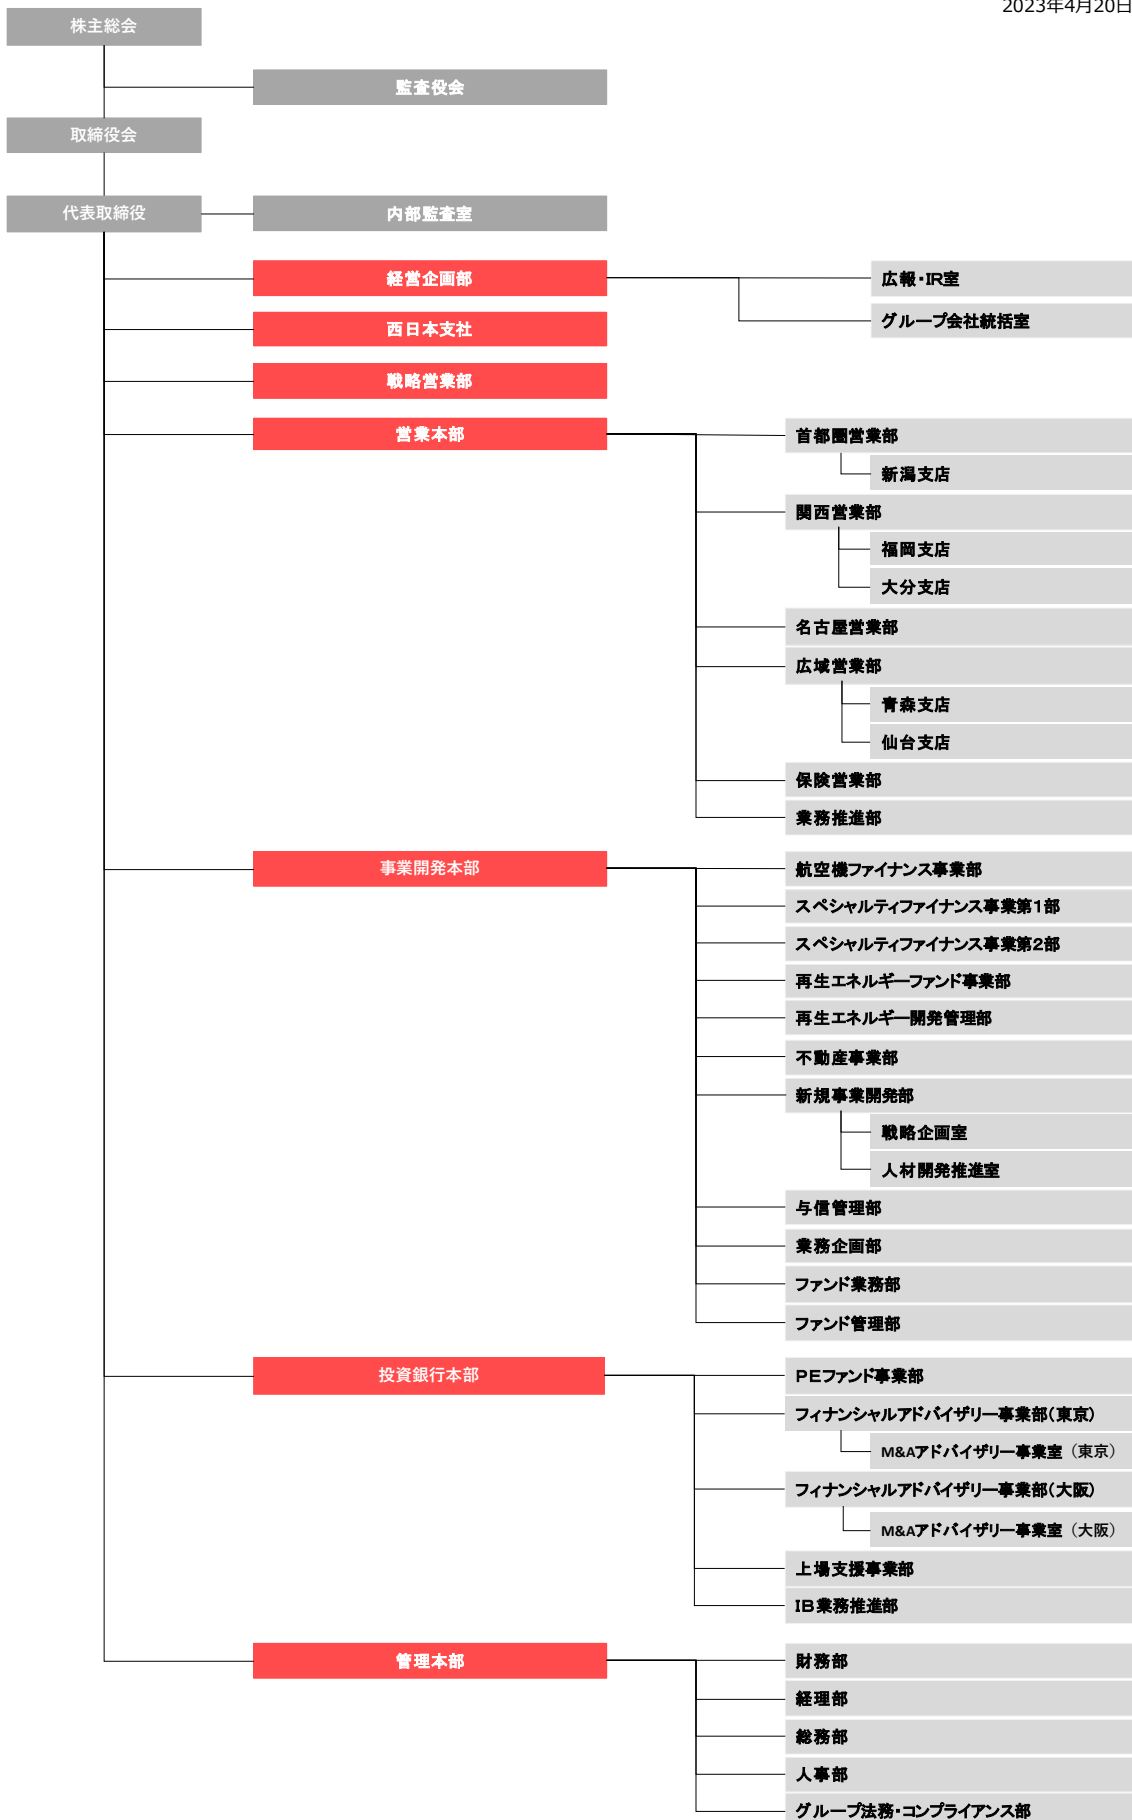 2023年4月20日
株主総会
監査役会
取締役会
代表取締役
内部監査室
経営企画部
広報・IR室
グループ会社統括室
西日本支社
戦略営業部
営業本部
首都圏営業部
新潟支店
関西営業部
福岡支店
大分支店
名古屋営業部
広域営業部
青森支店
仙台支店
保険営業部
業務推進部
事業開発本部
航空機ファイナンス事業部
スペシャルティファイナンス事業第1部
スペシャルティファイナンス事業第2部
再生エネルギーファンド事業部
再生エネルギー開発管理部
不動産事業部
新規事業開発部
戦略企画室
人材開発推進室
与信管理部
業務企画部
ファンド業務部
ファンド管理部
投資銀行本部
PEファンド事業部
フィナンシャルアドバイザリー事業部(東京)
M&Aアドバイザリー事業室（東京）
フィナンシャルアドバイザリー事業部(大阪)
M&Aアドバイザリー事業室（大阪）
上場支援事業部
IB業務推進部
管理本部
財務部
経理部
総務部
人事部
グループ法務・コンプライアンス部